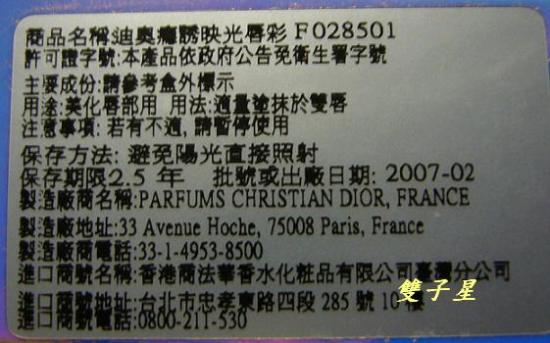 商品名稱迪奧癮誘映光唇彩 F028501
許可證字號:本產品依政府公告免衛生署字號
主要成份:請參考盒外標示
用途:美化唇部用 用法:適量塗抹於雙唇
注意事項: 若有不適, 請暫停使用
保存方法: 避免陽光直接照射
保存期限2.5 年 批號或出廠日期: 2007-02
製造廠商名稱:PARFUMS CHRISTIAN DIOR, FRANCE
製造廠地址:33 Avenue Hoche, 75008 Paris, France
製造廠商電話:33-1-4953-8500
進口商號名稱:香港商法華香水化粧品有限公司臺灣分公司
進口商號地址:台北市忠孝東路四段 285 號 10 樓
進口商電話:0800-211-530
雙子星